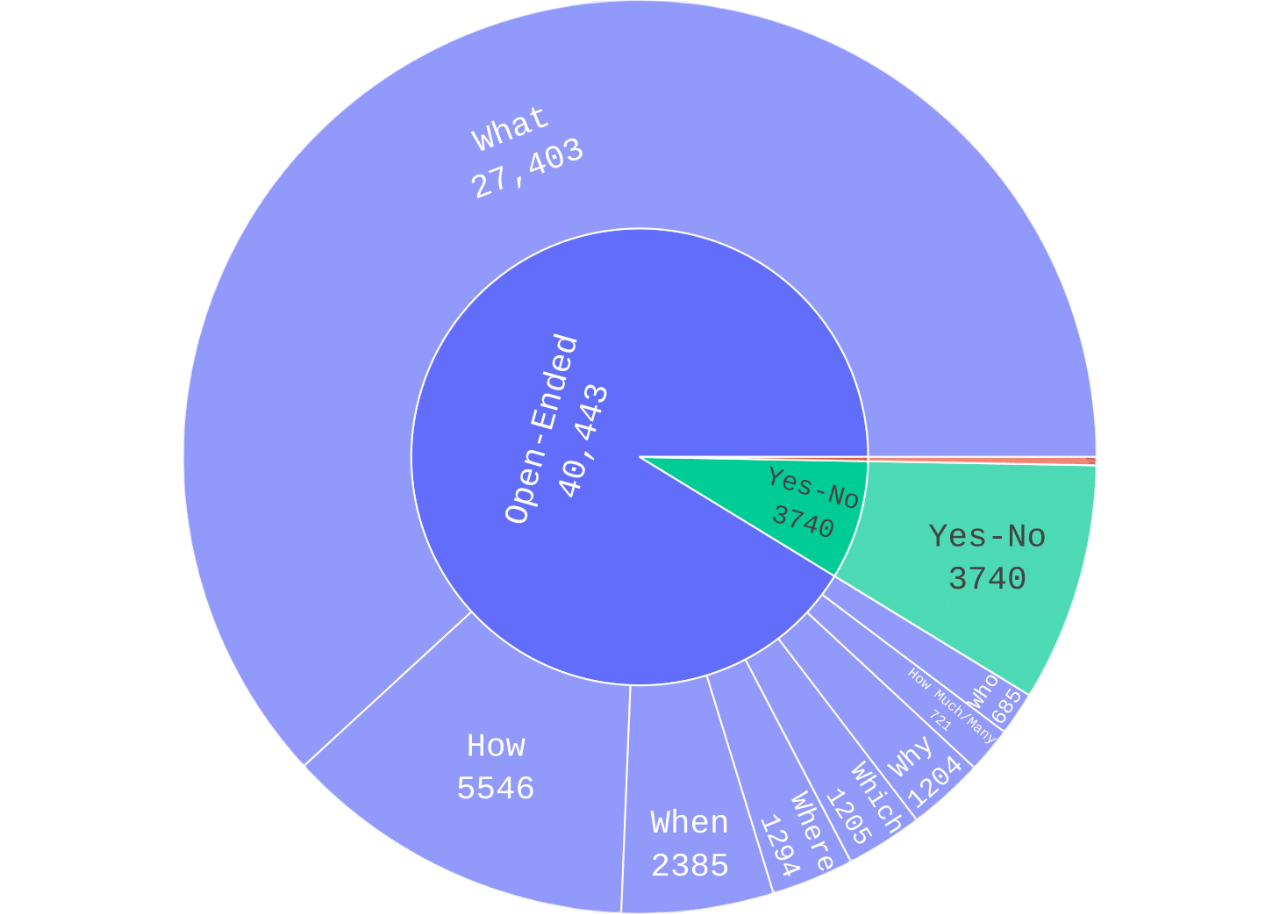 What
27,403
Open-Ended
40,443
Yes-No
3740
Yes-No
3740
Who
685
How Much/Many
721
Why
1204
Which
1205
Where
1294
When
2385
How
5546